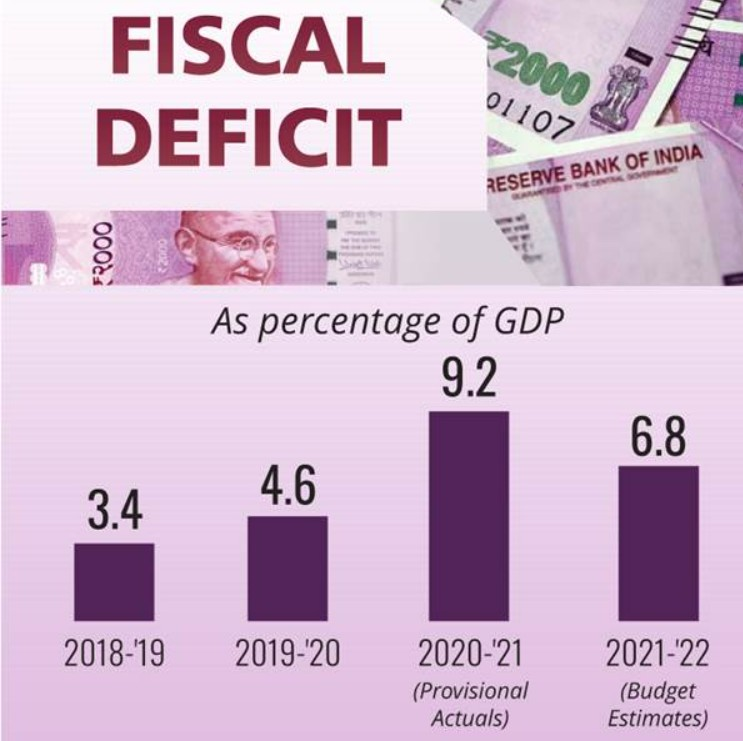 FISCAL
DEFICIT
₹2000
01107
RESERVE BANK OF INDIA
GUARANTEED BY THE CENTRAL GOVERNMENT
₹2000
₹2000
As percentage of GDP
3.4
4.6
9.2
6.8
2018-'19
2019-'20
2020-'21
2021-'22
(Provisional
Actuals)
(Budget
Estimates)